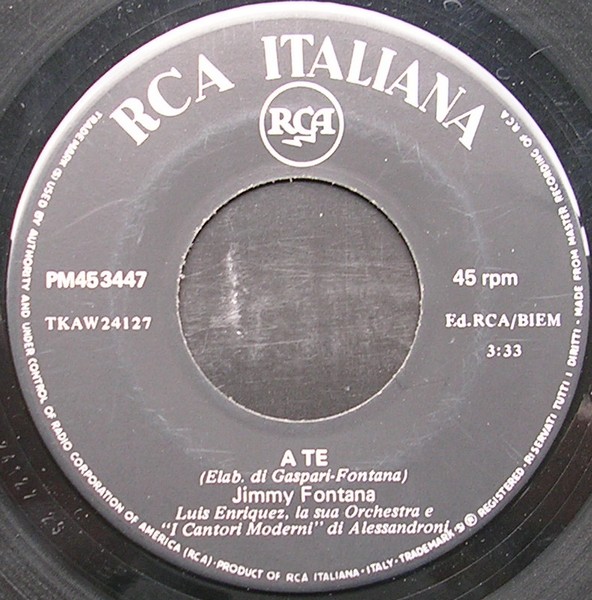 RCA ITALIANA
RCA
TRADE MARK (S) USED BY AUTHORITY AND UNDER CONTROL OF RADIO CORPORATION OF AMERICA (RCA) · PRODUCT OF RCA ITALIANA · ITALY · TRADEMARK(S) ® REGISTERED · RISERVATI TUTTI I DIRITTI · MADE FROM MASTER RECORDING OF RCA
PM453447
45 rpm
TKAW24127
Ed.RCA/BIEM
3:33
A TE
(Elab. di Gaspari-Fontana)
Jimmy Fontana
Luis Enriquez, la sua Orchestra e
"I Cantori Moderni" di Alessandroni